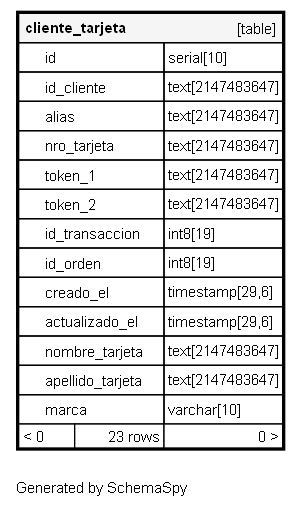 cliente_tarjeta [table]
id serial[10]
id_cliente text[2147483647]
alias text[2147483647]
nro_tarjeta text[2147483647]
token_1 text[2147483647]
token_2 text[2147483647]
id_transaccion int8[19]
id_orden int8[19]
creado_el timestamp[29,6]
actualizado_el timestamp[29,6]
nombre_tarjeta text[2147483647]
apellido_tarjeta text[2147483647]
marca varchar[10]
< 0 23 rows 0 >
Generated by SchemaSpy